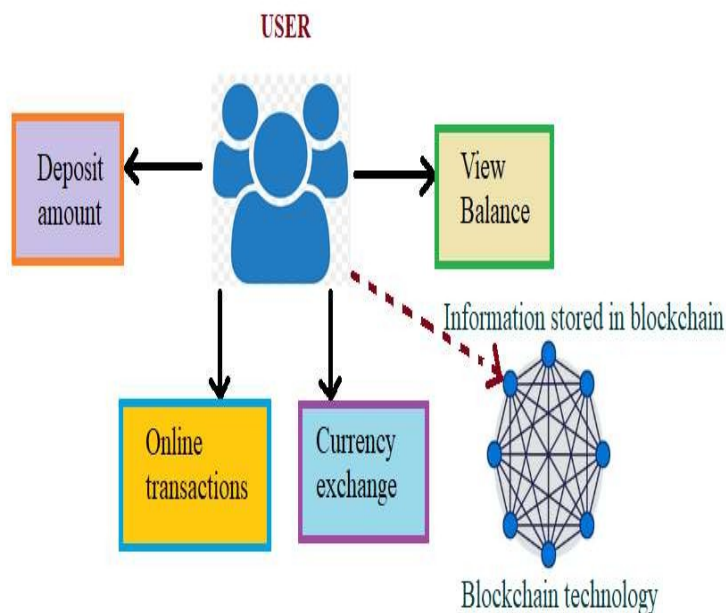 USER
Deposit
amount
View
Balance
Information stored in blockchain
Online
transactions
Currency
exchange
Blockchain technology